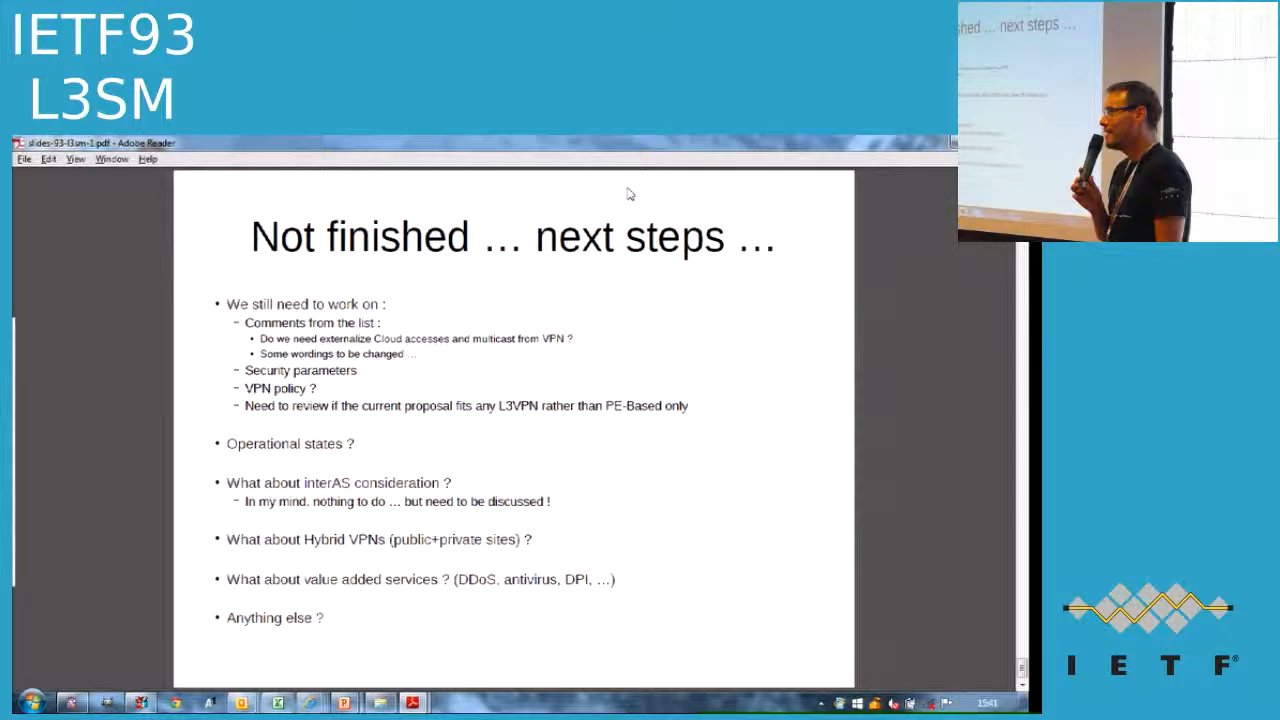 IETF93
L3SM
slides-93-l3sm-1.pdf - Adobe Reader
File Edit View Window Help
Not finished … next steps …
• We still need to work on :
– Comments from the list :
• Do we need externalize Cloud accesses and multicast from VPN ?
• Some wordings to be changed …
– Security parameters
– VPN policy ?
– Need to review if the current proposal fits any L3VPN rather than PE-Based only
• Operational states ?
• What about interAS consideration ?
– In my mind, nothing to do … but need to be discussed !
• What about Hybrid VPNs (public+private sites) ?
• What about value added services ? (DDoS, antivirus, DPI, …)
• Anything else ?
15:41
shed … next steps …
IETF
I E T F®